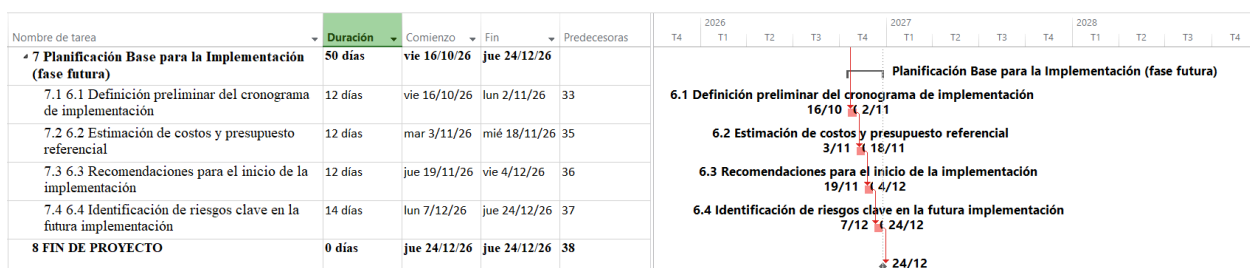 2026 2027 2028
Nombre de tarea Duración Comienzo Fin Predecesoras T4 T1 T2 T3 T4 T1 T2 T3 T4 T1 T2 T3 T4
7 Planificación Base para la Implementación 50 días vie 16/10/26 jue 24/12/26
(fase futura)
Planificación Base para la Implementación (fase futura)
7.1 6.1 Definición preliminar del cronograma 12 días vie 16/10/26 lun 2/11/26 33
de implementación
6.1 Definición preliminar del cronograma de implementación
16/10 2/11
7.2 6.2 Estimación de costos y presupuesto 12 días mar 3/11/26 mié 18/11/26 35
referencial
6.2 Estimación de costos y presupuesto referencial
3/11 18/11
7.3 6.3 Recomendaciones para el inicio de la 12 días jue 19/11/26 vie 4/12/26 36
implementación
6.3 Recomendaciones para el inicio de la implementación
19/11 4/12
7.4 6.4 Identificación de riesgos clave en la 14 días lun 7/12/26 jue 24/12/26 37
futura implementación
6.4 Identificación de riesgos clave en la futura implementación
7/12 24/12
8 FIN DE PROYECTO 0 días jue 24/12/26 jue 24/12/26 38
24/12